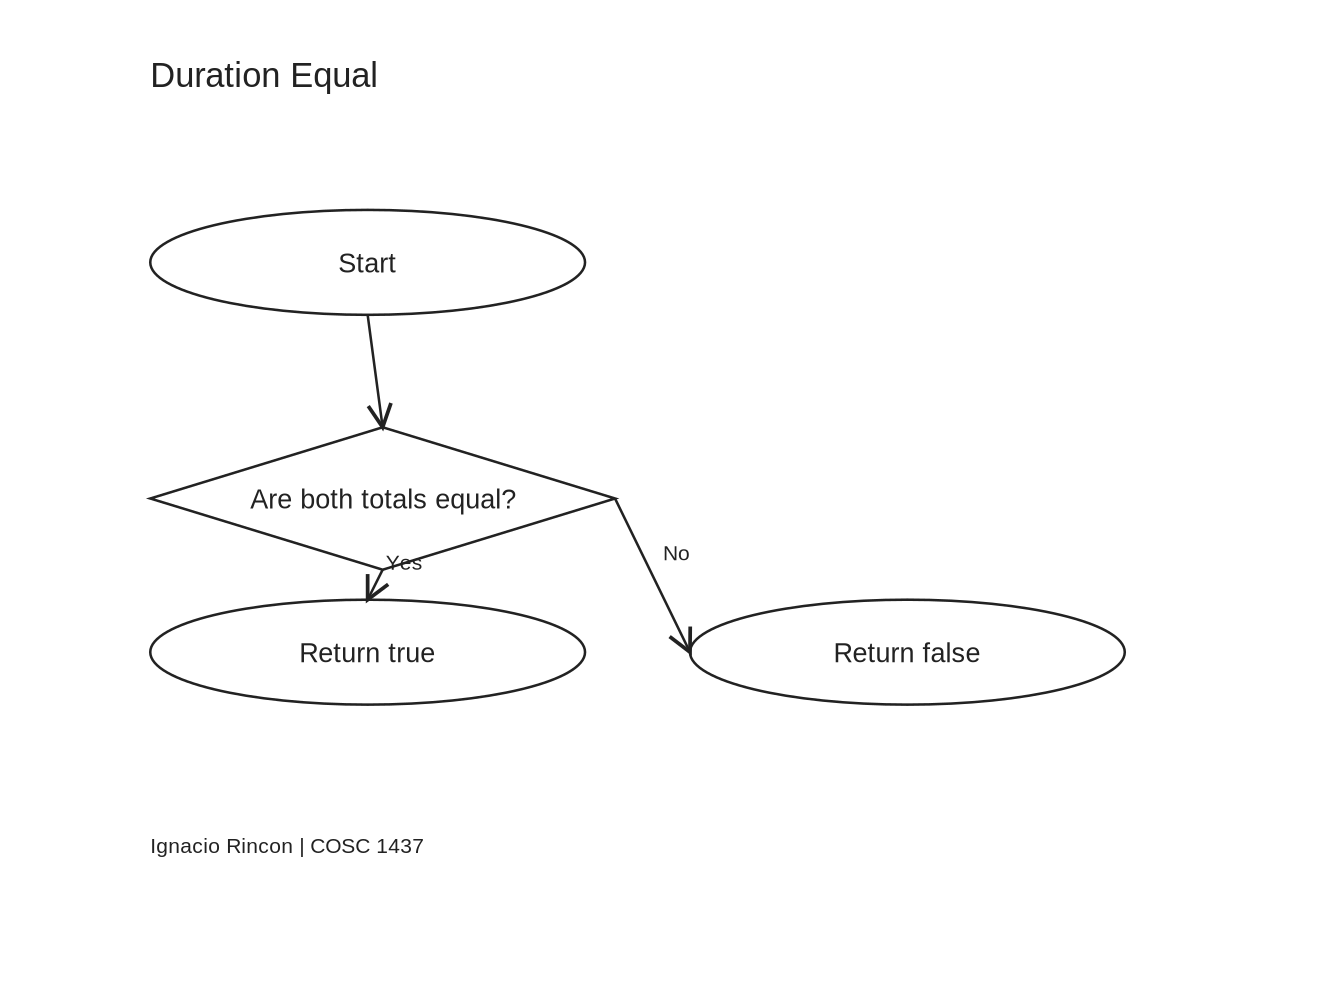 Duration Equal
Start
Are both totals equal?
Yes
No
Return true
Return false
Ignacio Rincon | COSC 1437